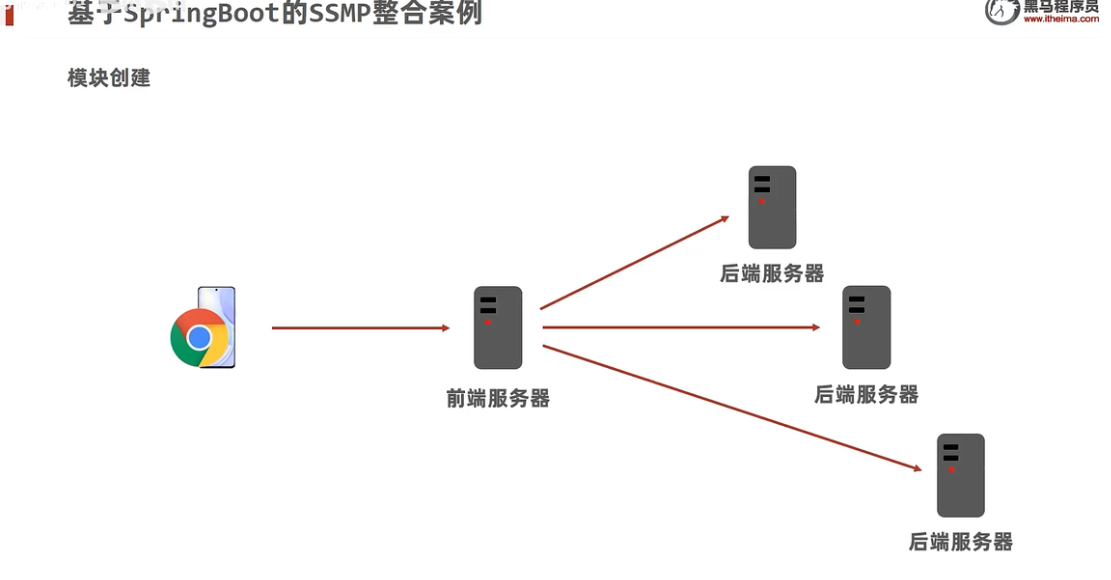 基于SpringBoot的SSMP整合案例
黑马程序员
www.itheima.com
模块创建
后端服务器
前端服务器
后端服务器
后端服务器